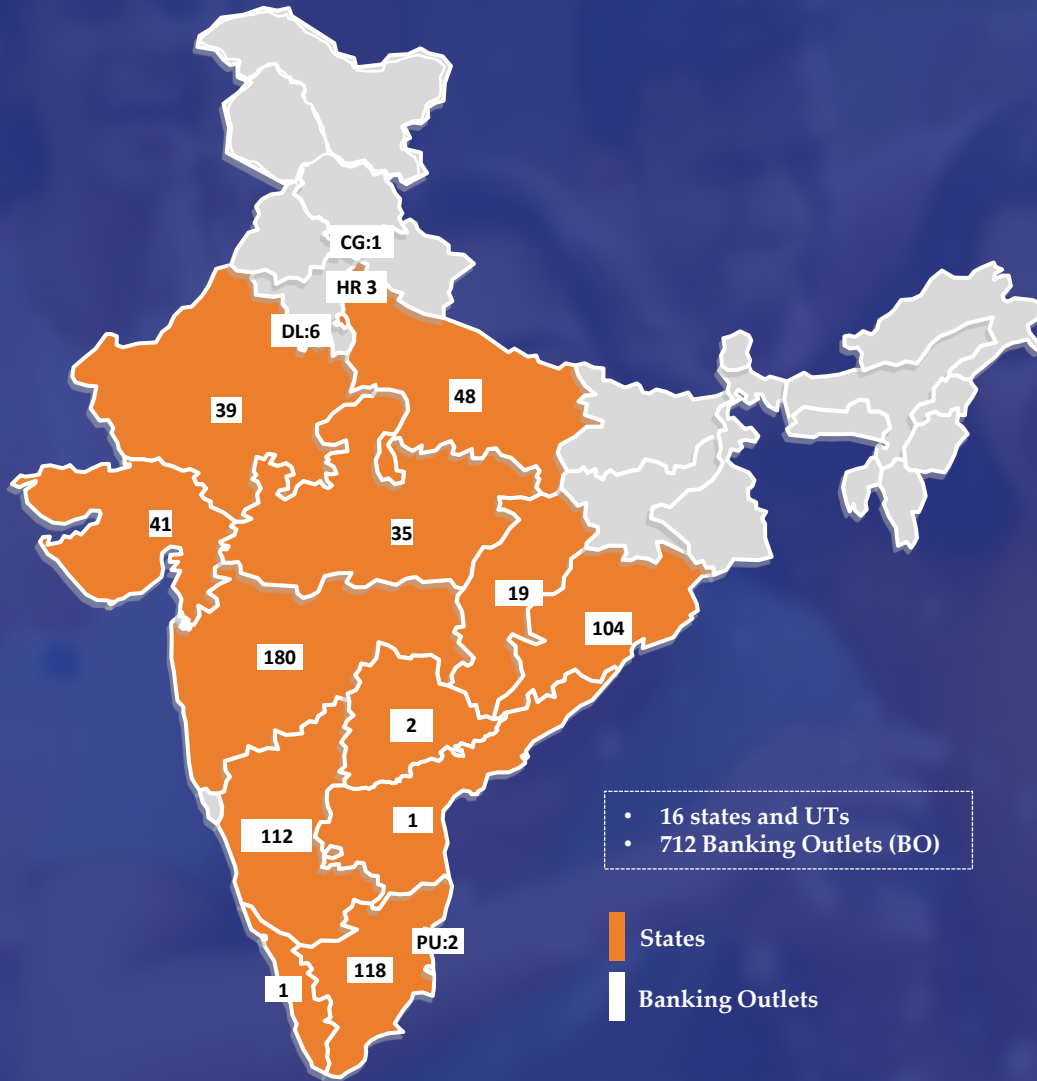 CG:1
HR 3
DL:6
39
48
41
35
19
104
180
2
1
112
PU:2
118
1
• 16 states and UTs
• 712 Banking Outlets (BO)
States
Banking Outlets